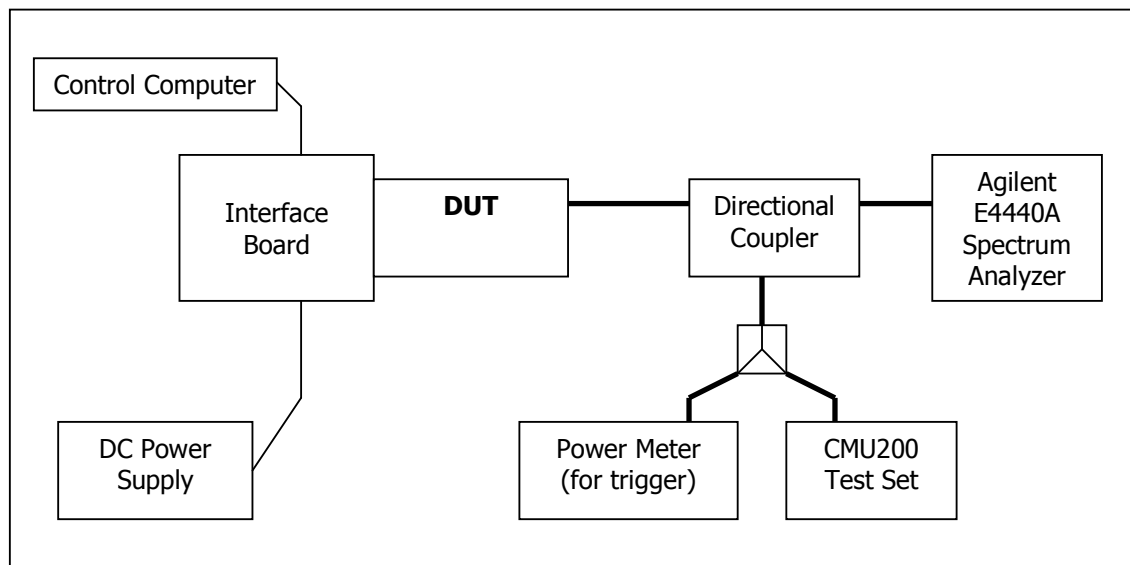 Control Computer
Interface
Board
DUT
Directional
Coupler
Agilent
E4440A
Spectrum
Analyzer
DC Power
Supply
Power Meter
(for trigger)
CMU200
Test Set